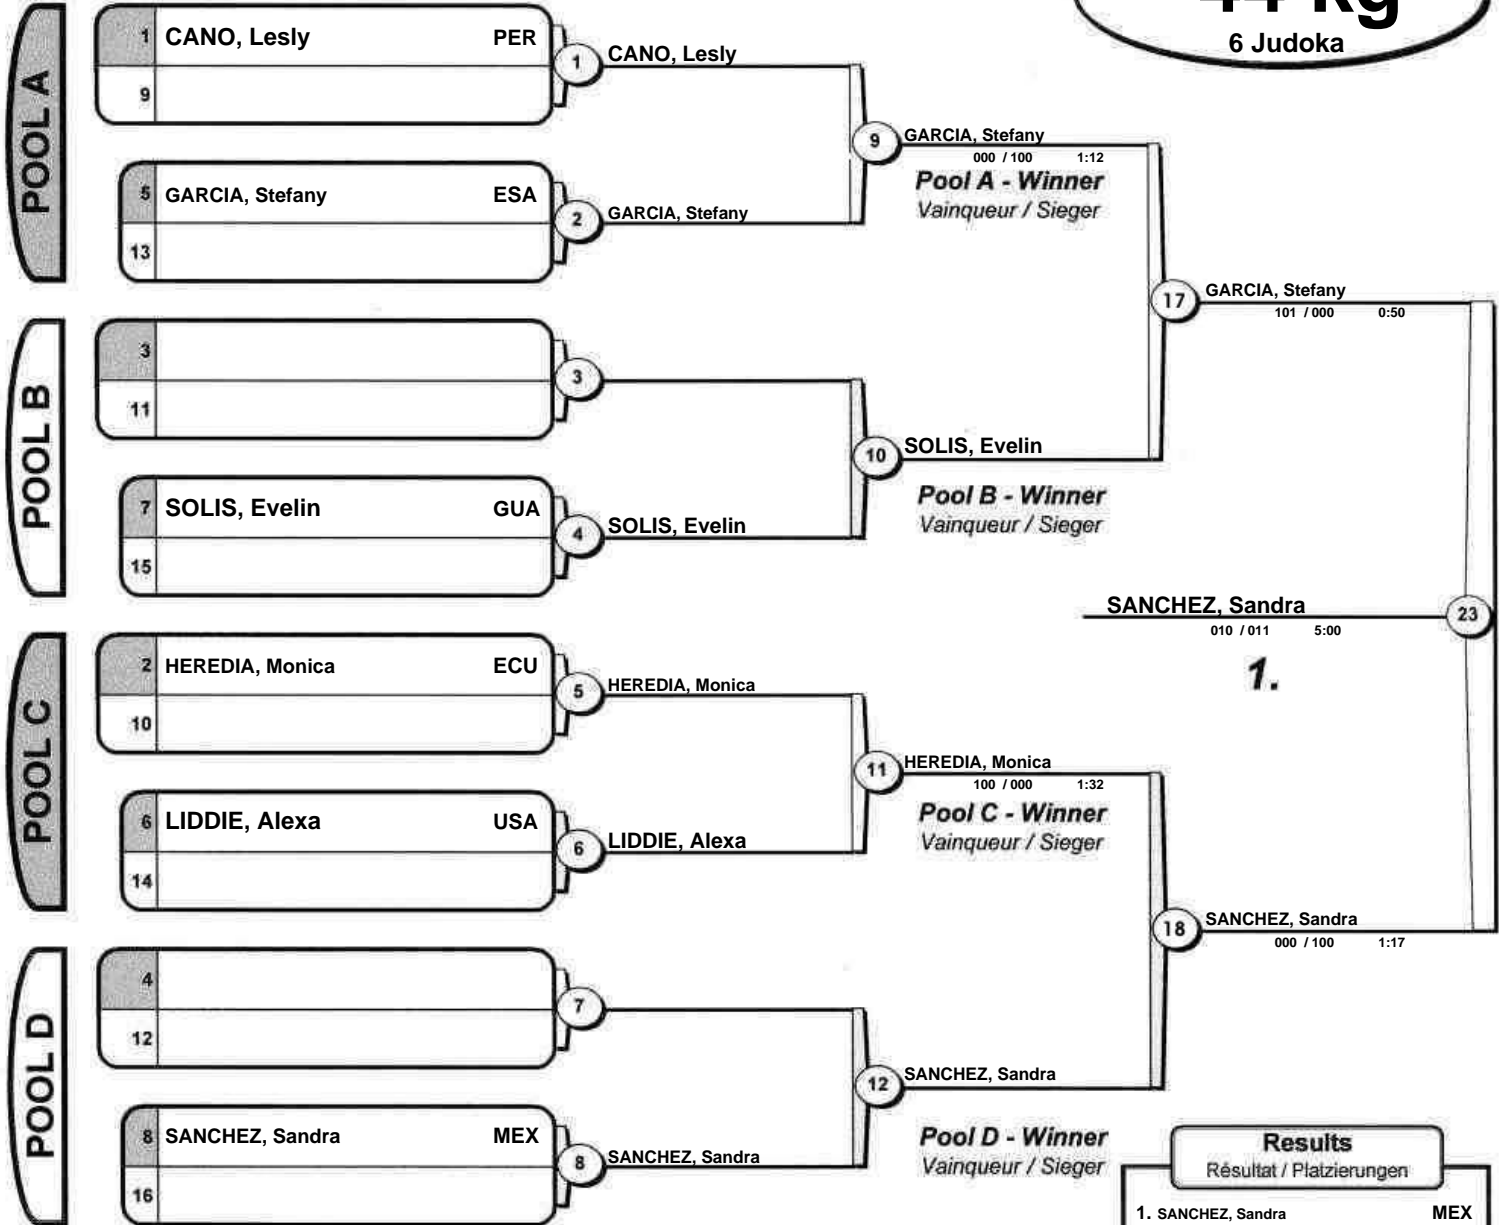 44 kg
6 Judoka
POOL A
1 CANO, Lesly PER
9
1 CANO, Lesly
5 GARCIA, Stefany ESA
13
2 GARCIA, Stefany
9 GARCIA, Stefany
000 / 100 1:12
Pool A - Winner
Vainqueur / Sieger
POOL B
3
11
3
7 SOLIS, Evelin GUA
15
4 SOLIS, Evelin
10 SOLIS, Evelin
Pool B - Winner
Vainqueur / Sieger
17 GARCIA, Stefany
101 / 000 0:50
SANCHEZ, Sandra 23
010 / 011 5:00
1.
POOL C
2 HEREDIA, Monica ECU
10
5 HEREDIA, Monica
6 LIDDIE, Alexa USA
14
6 LIDDIE, Alexa
11 HEREDIA, Monica
100 / 000 1:32
Pool C - Winner
Vainqueur / Sieger
18 SANCHEZ, Sandra
000 / 100 1:17
POOL D
4
12
7
8 SANCHEZ, Sandra MEX
16
8 SANCHEZ, Sandra
12 SANCHEZ, Sandra
Pool D - Winner
Vainqueur / Sieger
Results
Résultat / Platzierungen
1. SANCHEZ, Sandra MEX